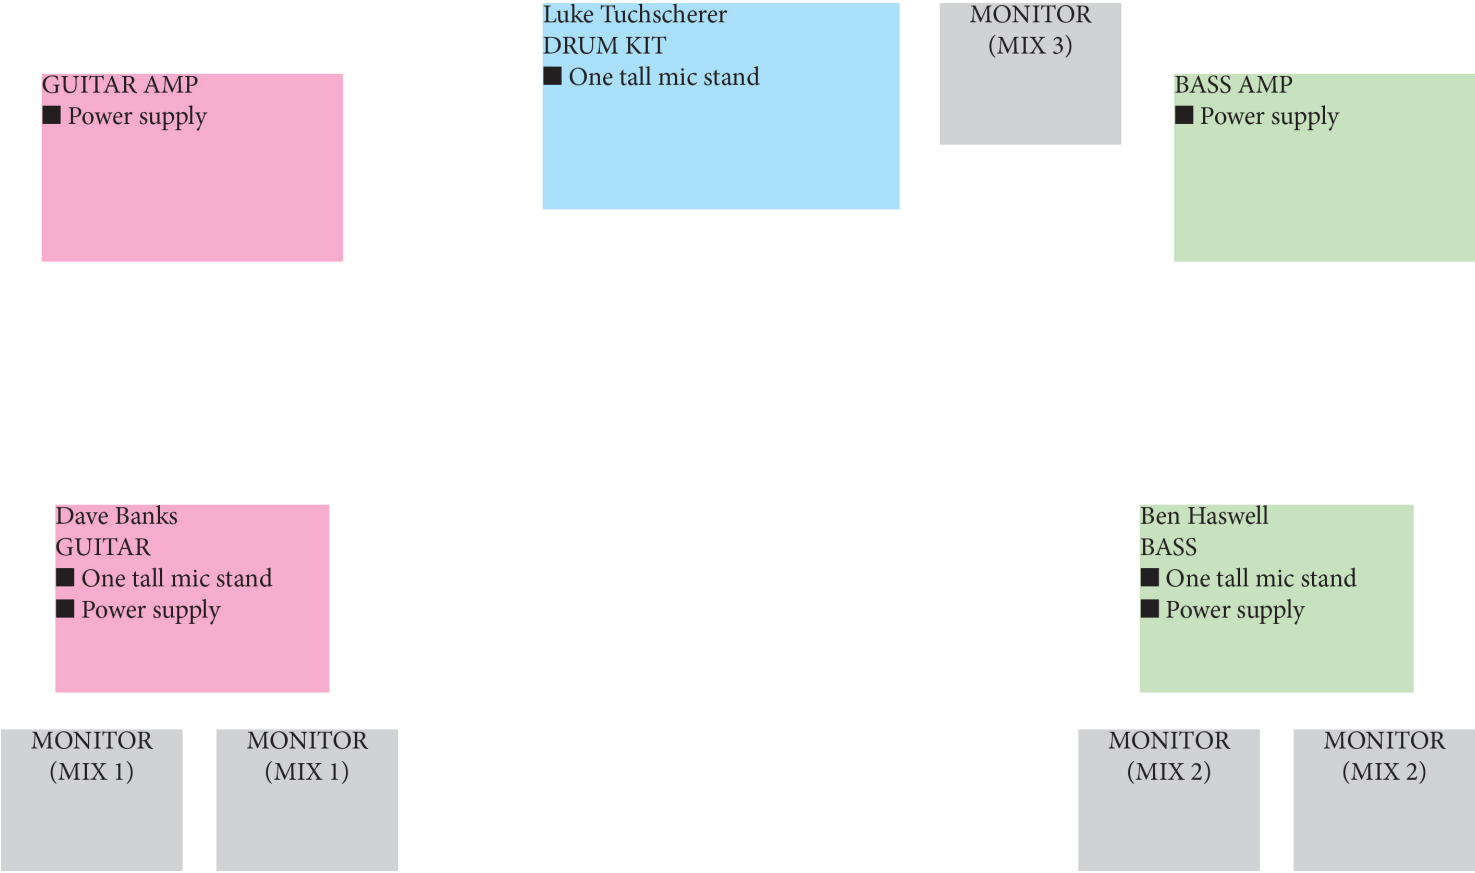 Luke Tuchscherer
DRUM KIT
■ One tall mic stand
MONITOR
(MIX 3)
GUITAR AMP
■ Power supply
BASS AMP
■ Power supply
Dave Banks
GUITAR
■ One tall mic stand
■ Power supply
Ben Haswell
BASS
■ One tall mic stand
■ Power supply
MONITOR
(MIX 1)
MONITOR
(MIX 1)
MONITOR
(MIX 2)
MONITOR
(MIX 2)